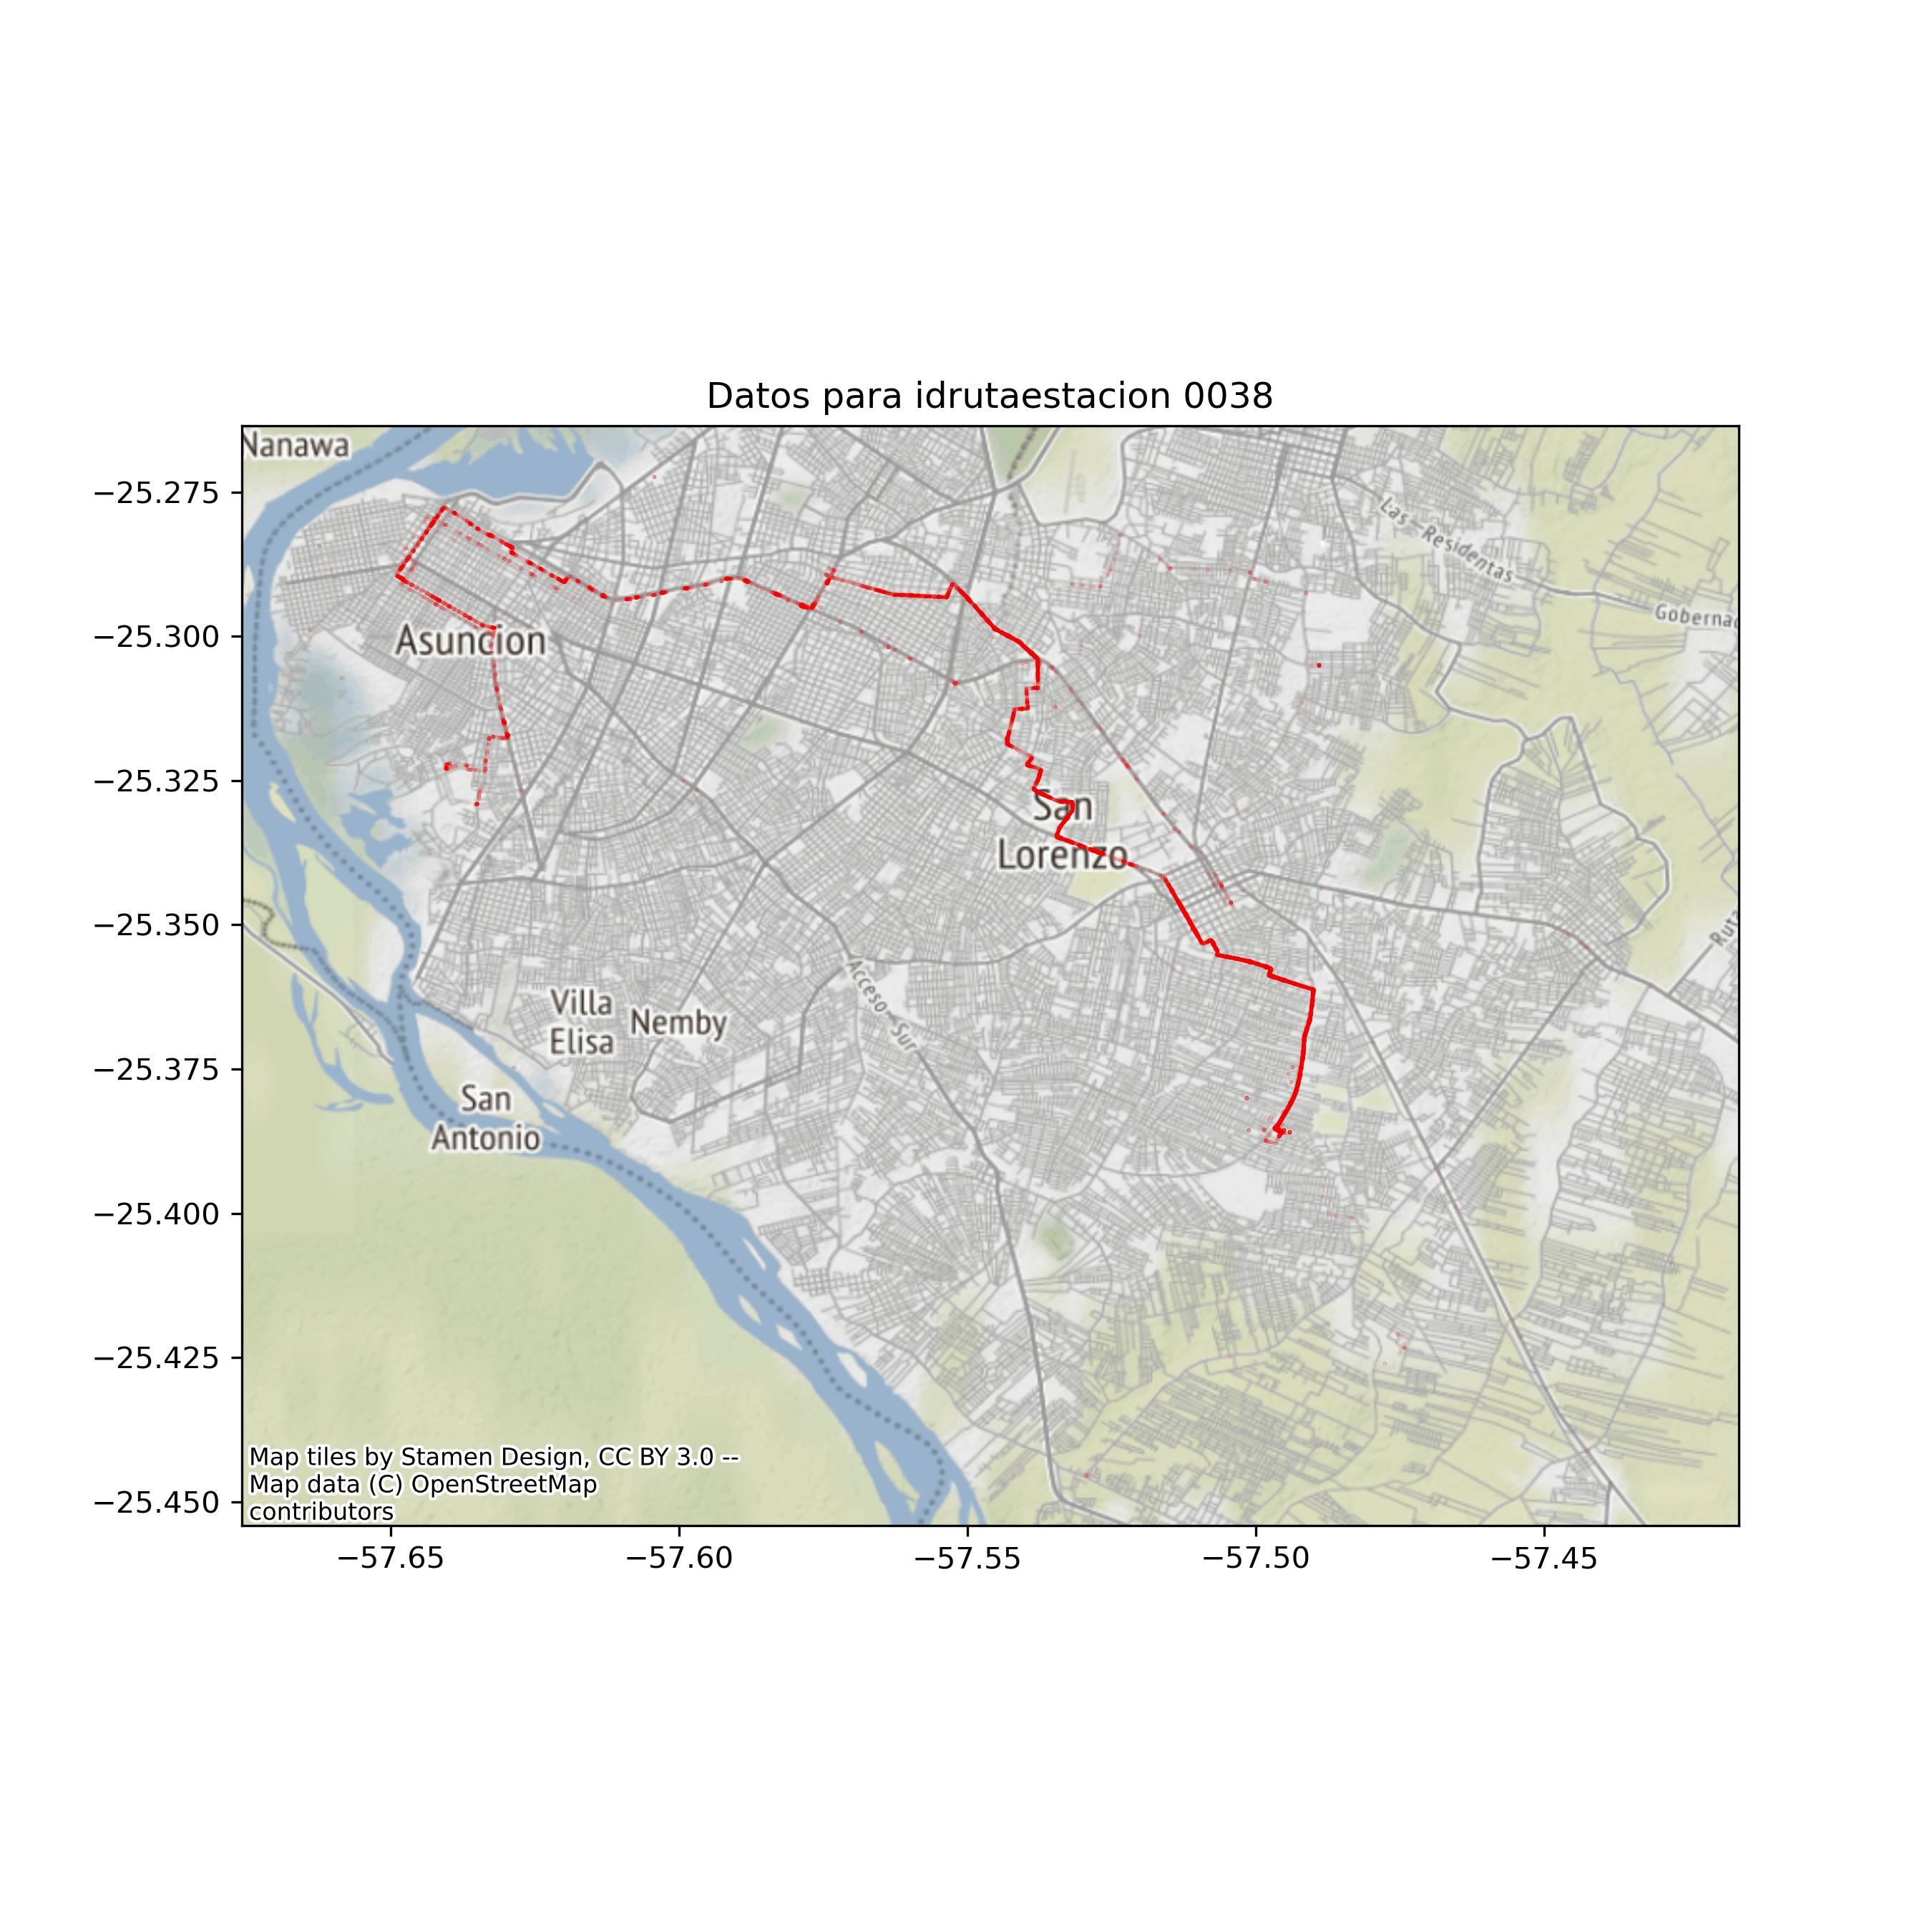 Datos para idrutaestacion 0038
Nanawa
−25.275
Las Residentas
−25.300
Asuncion
Goberna
−25.325
San
Lorenzo
−25.350
Ruta
Acceso Sur
Villa
Elisa
Nemby
−25.375
San
Antonio
−25.400
−25.425
Map tiles by Stamen Design, CC BY 3.0 --
Map data (C) OpenStreetMap
contributors
−25.450
−57.65
−57.60
−57.55
−57.50
−57.45